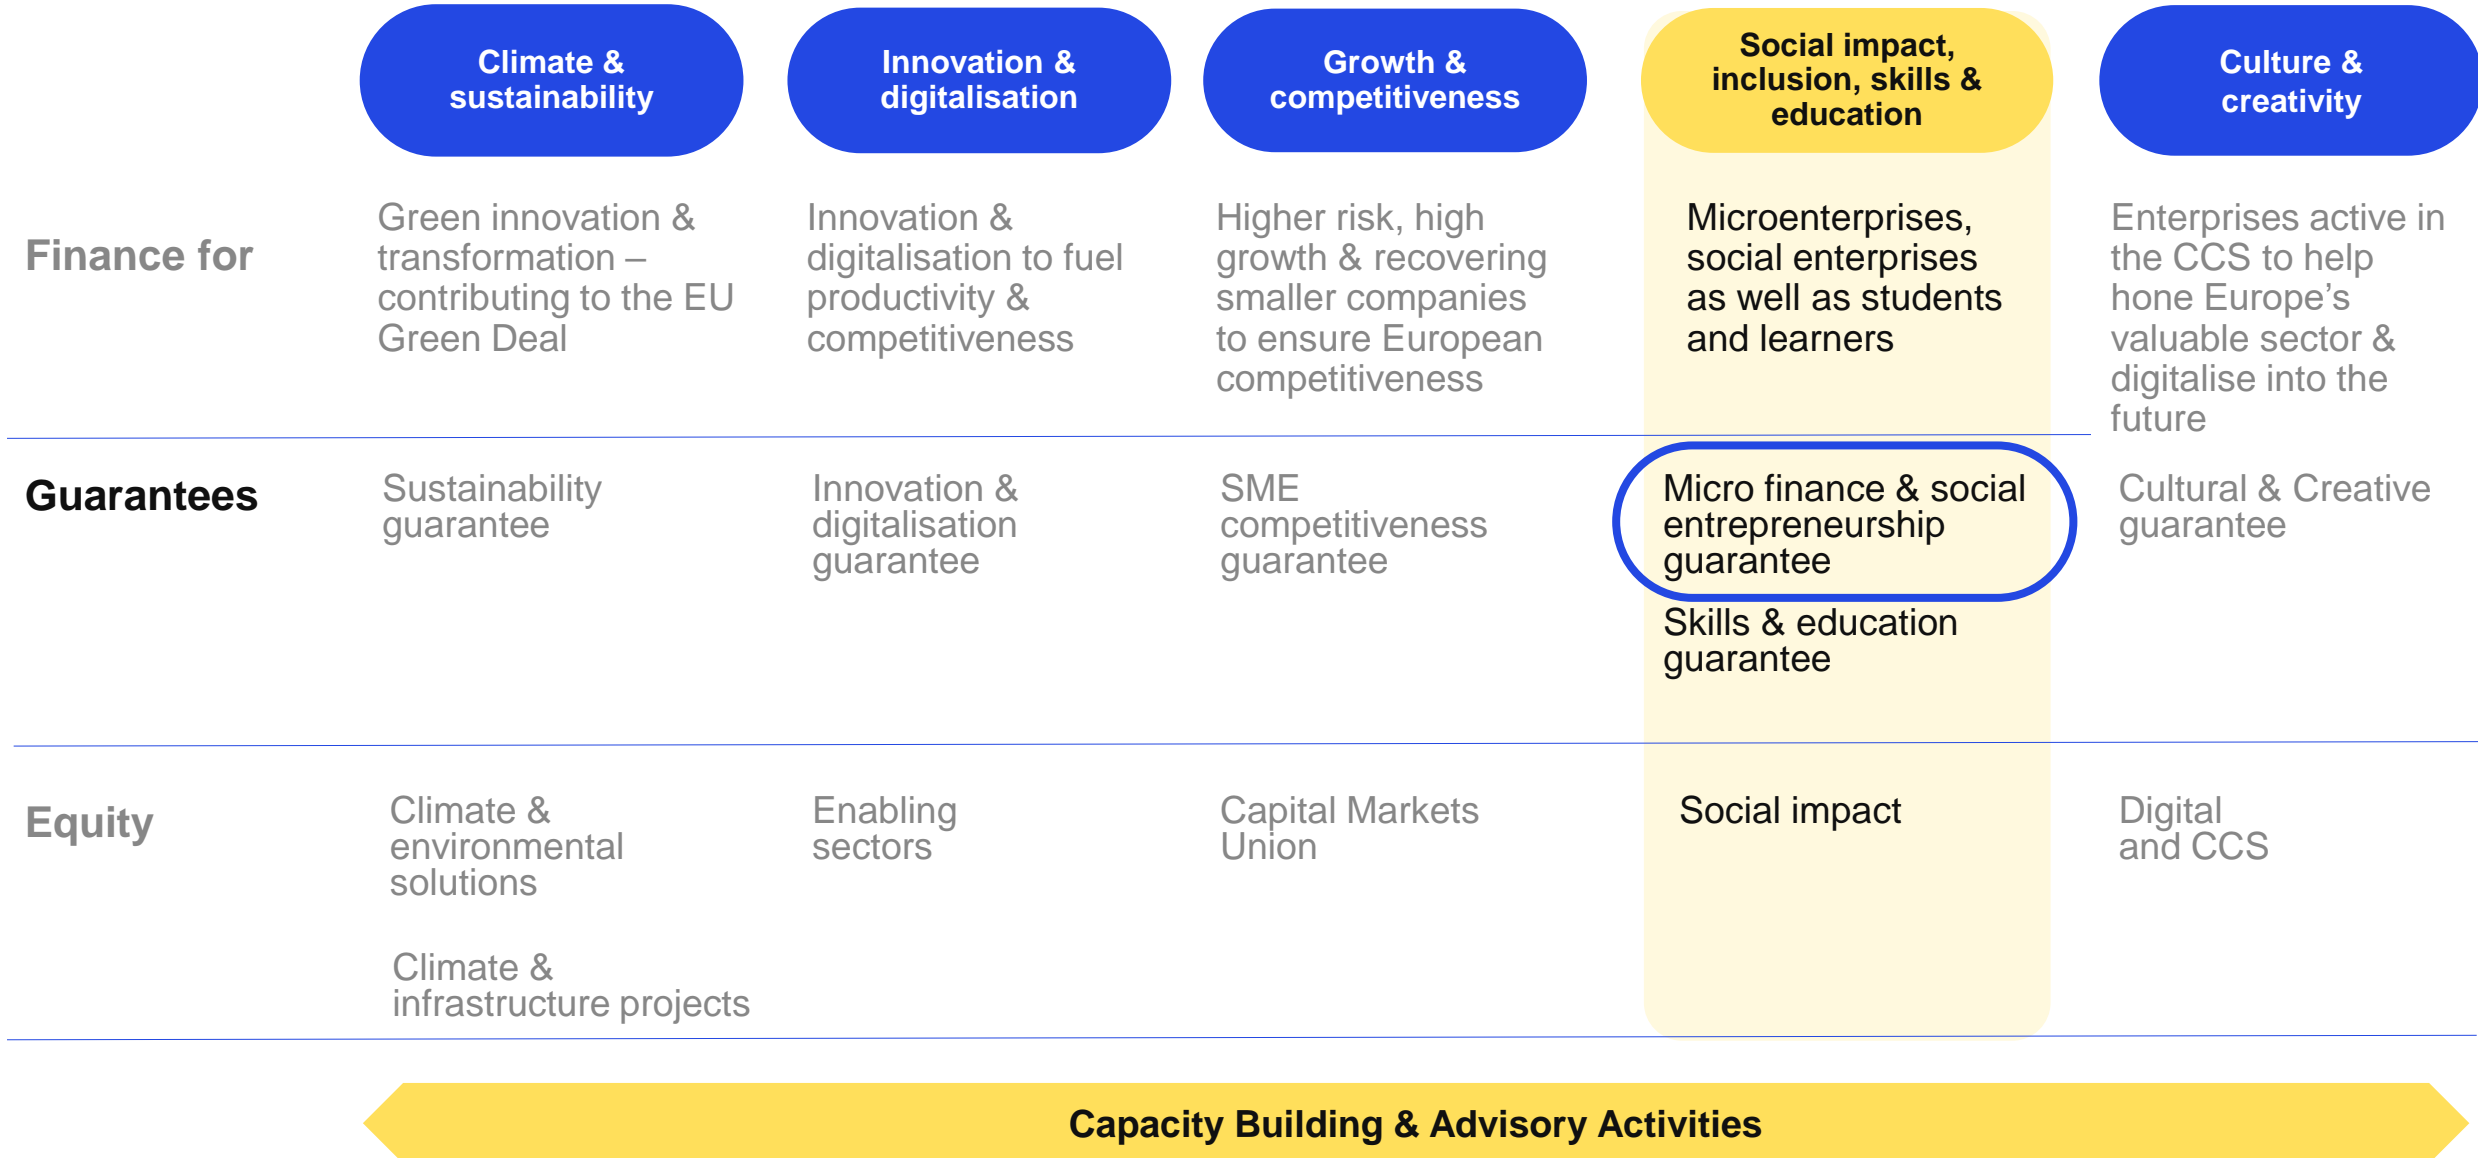 Climate &
sustainability
Innovation &
digitalisation
Growth &
competitiveness
Social impact,
inclusion, skills &
education
Culture &
creativity
Finance for
Green innovation &
transformation –
contributing to the EU
Green Deal
Innovation &
digitalisation to fuel
productivity &
competitiveness
Higher risk, high
growth & recovering
smaller companies
to ensure European
competitiveness
Microenterprises,
social enterprises
as well as students
and learners
Enterprises active in
the CCS to help
hone Europe’s
valuable sector &
digitalise into the
future
Guarantees
Sustainability
guarantee
Innovation &
digitalisation
guarantee
SME
competitiveness
guarantee
Micro finance & social
entrepreneurship
guarantee
Skills & education
guarantee
Cultural & Creative
guarantee
Equity
Climate &
environmental
solutions
Climate &
infrastructure projects
Enabling
sectors
Capital Markets
Union
Social impact
Digital
and CCS
Capacity Building & Advisory Activities